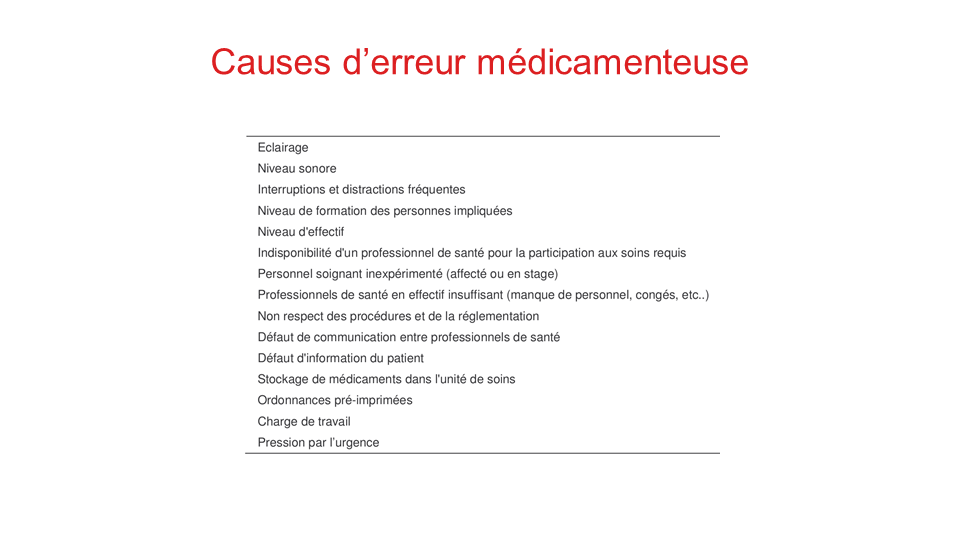 Causes d’erreur médicamenteuse
Eclairage
Niveau sonore
Interruptions et distractions fréquentes
Niveau de formation des personnes impliquées
Niveau d'effectif
Indisponibilité d'un professionnel de santé pour la participation aux soins requis
Personnel soignant inexpérimenté (affecté ou en stage)
Professionnels de santé en effectif insuffisant (manque de personnel, congés, etc..)
Non respect des procédures et de la réglementation
Défaut de communication entre professionnels de santé
Défaut d'information du patient
Stockage de médicaments dans l'unité de soins
Ordonnances pré-imprimées
Charge de travail
Pression par l’urgence